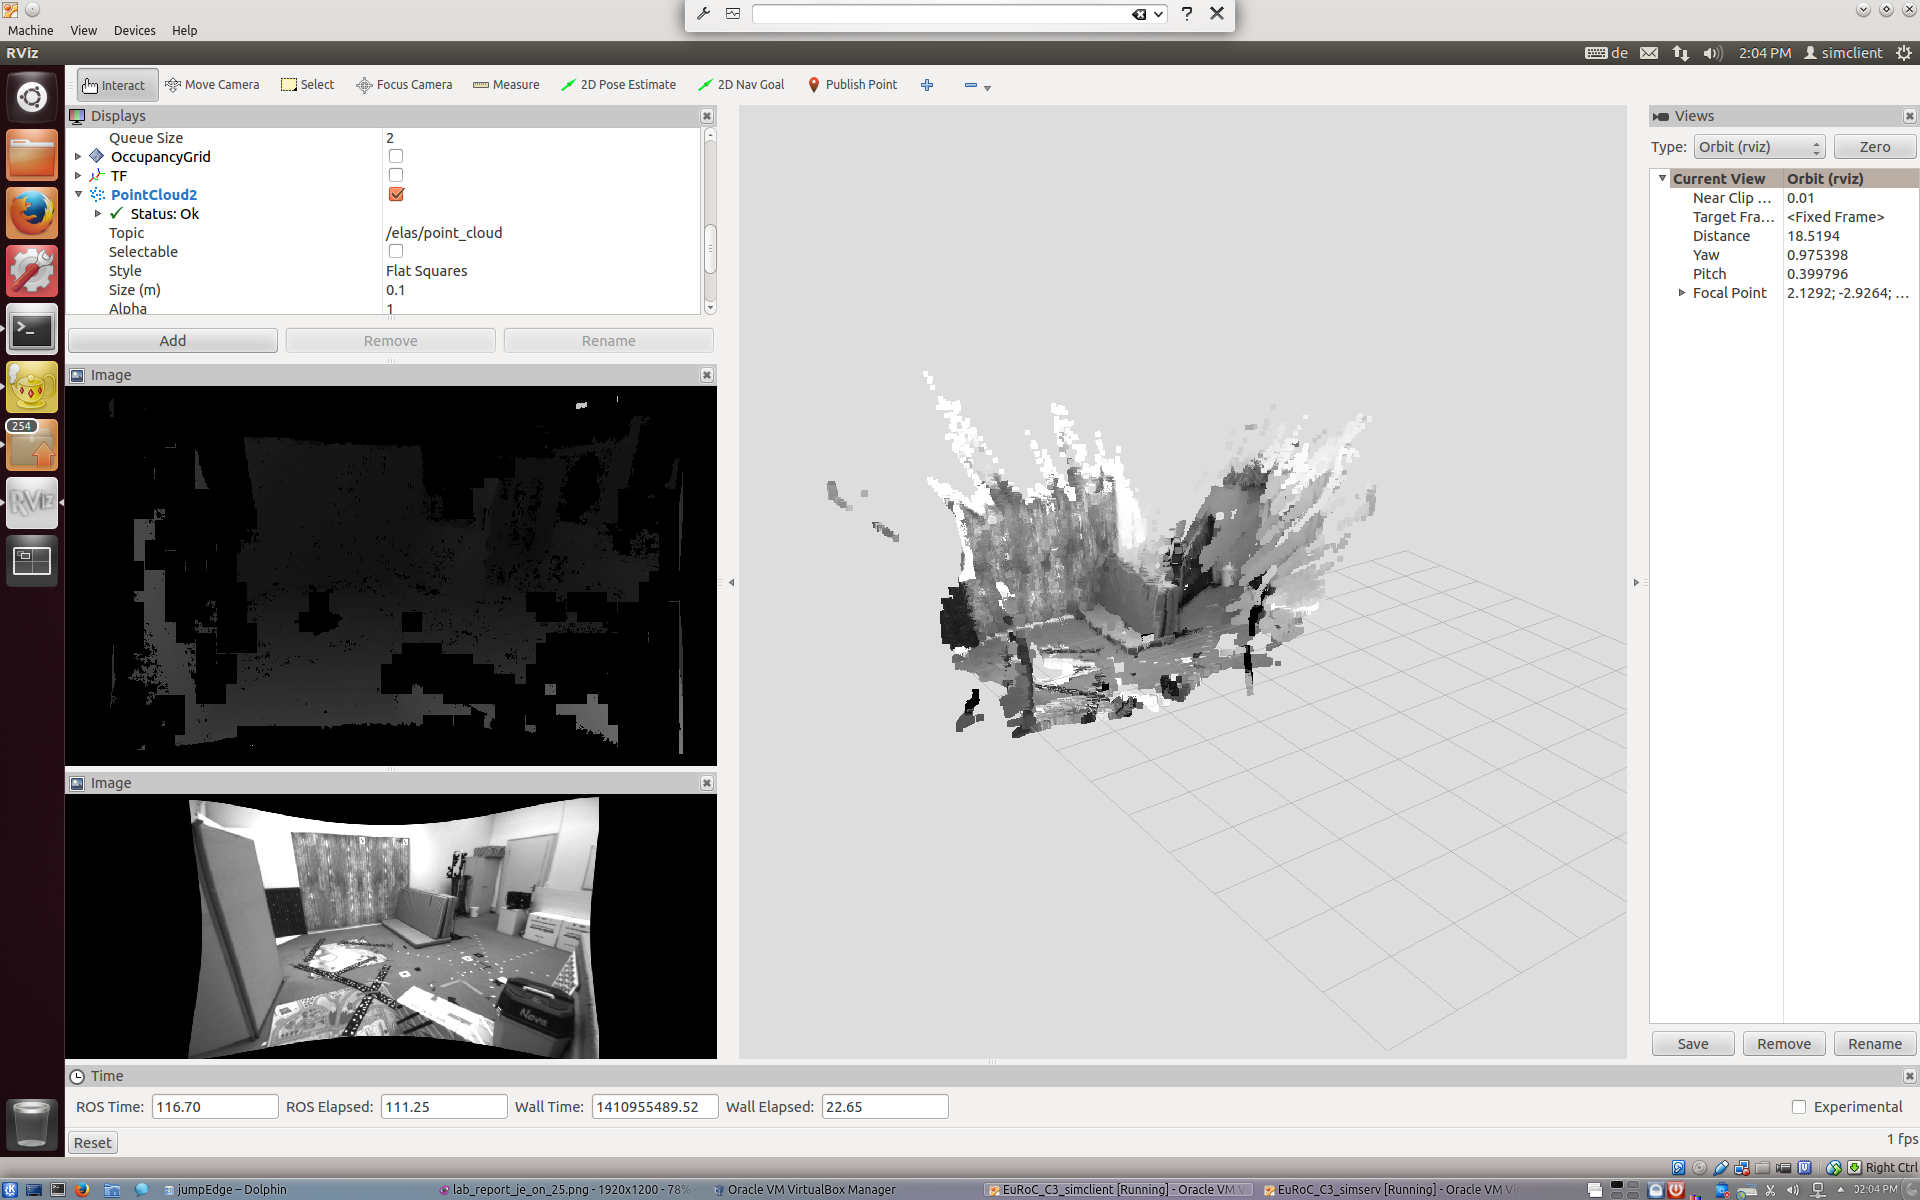 Machine View Devices Help
RViz
de 2:04 PM simclient
Interact Move Camera Select Focus Camera Measure 2D Pose Estimate 2D Nav Goal Publish Point
Displays
Queue Size 2
OccupancyGrid
TF
PointCloud2
Status: Ok
Topic /elas/point_cloud
Selectable
Style Flat Squares
Size (m) 0.1
Alpha 1
Add Remove Rename
254
RViz
Image
Image
Nova
Views
Type: Orbit (rviz) Zero
Current View Orbit (rviz)
Near Clip ... 0.01
Target Fra... <Fixed Frame>
Distance 18.5194
Yaw 0.975398
Pitch 0.399796
Focal Point 2.1292; -2.9264; ...
Save Remove Rename
Time
ROS Time: 116.70 ROS Elapsed: 111.25 Wall Time: 1410955489.52 Wall Elapsed: 22.65 Experimental
Reset 1 fps
Right Ctrl
jumpEdge – Dolphin lab_report_je_on_25.png - 1920x1200 - 78% Oracle VM VirtualBox Manager EuRoC_C3_simclient [Running] - Oracle VM V EuRoC_C3_simserv [Running] - Oracle VM Vi 02:04 PM